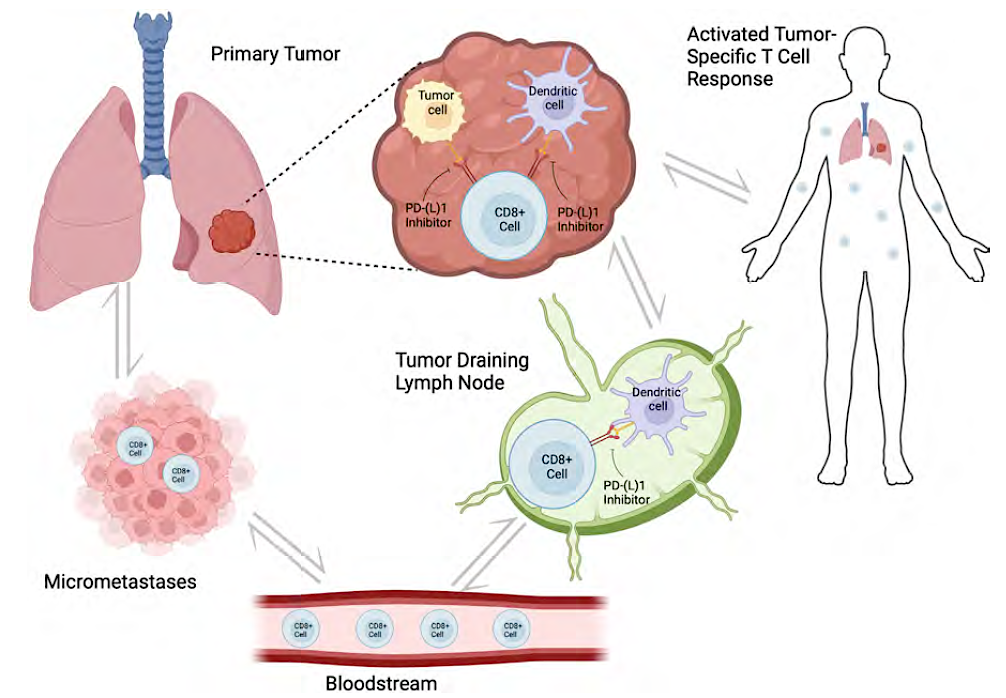 Primary Tumor
Activated Tumor-
Specific T Cell
Response
Tumor
cell
Dendritic
cell
PD-(L)1
Inhibitor
CD8+
Cell
PD-(L)1
Inhibitor
Tumor Draining
Lymph Node
Dendritic
cell
CD8+
Cell
PD-(L)1
Inhibitor
CD8+
Cell
CD8+
Cell
Micrometastases
CD8+
Cell
CD8+
Cell
CD8+
Cell
CD8+
Cell
Bloodstream